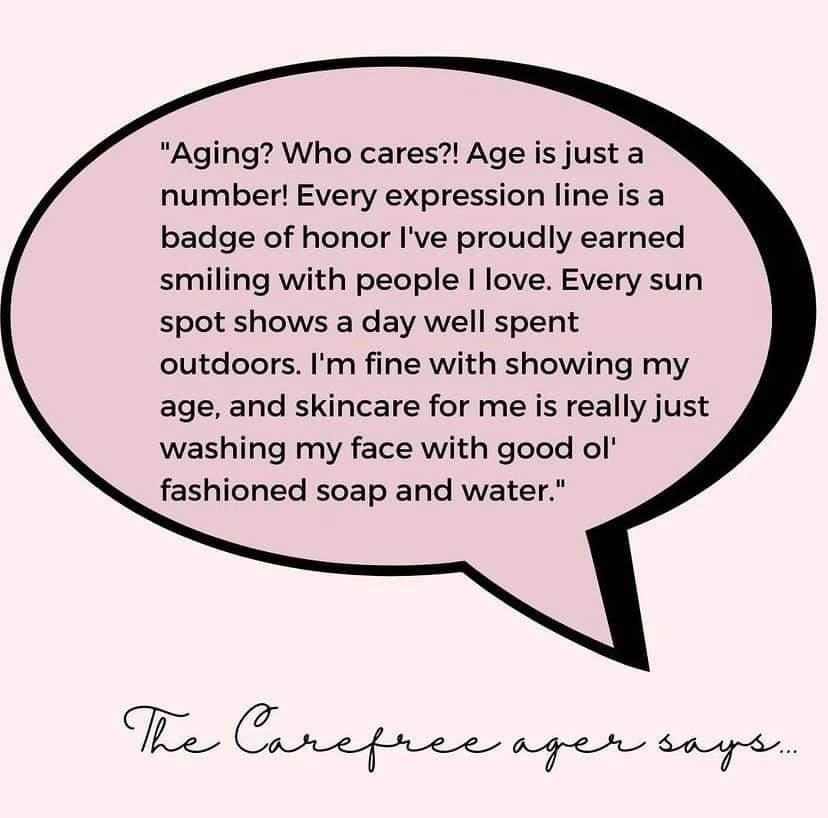 "Aging? Who cares?! Age is just a
number! Every expression line is a
badge of honor I've proudly earned
smiling with people I love. Every sun
spot shows a day well spent
outdoors. I'm fine with showing my
age, and skincare for me is really just
washing my face with good ol'
fashioned soap and water."
The Carefree ager says...